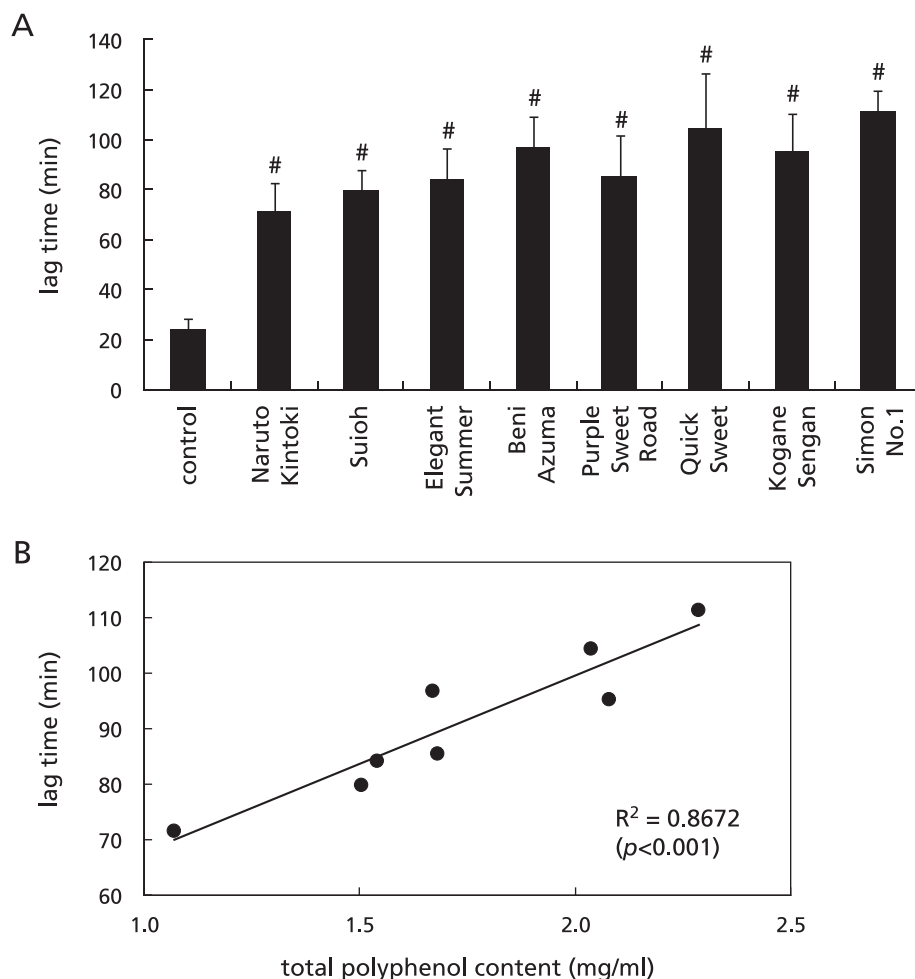 A
lag time (min)
140
120
100
80
60
40
20
0
#
#
#
#
#
#
#
#
control
Naruto
Kintoki
Suioh
Elegant
Summer
Beni
Azuma
Purple
Sweet
Road
Quick
Sweet
Kogane
Sengan
Simon
No.1
B
lag time (min)
120
110
100
90
80
70
60
R² = 0.8672
(p<0.001)
1.0
1.5
2.0
2.5
total polyphenol content (mg/ml)